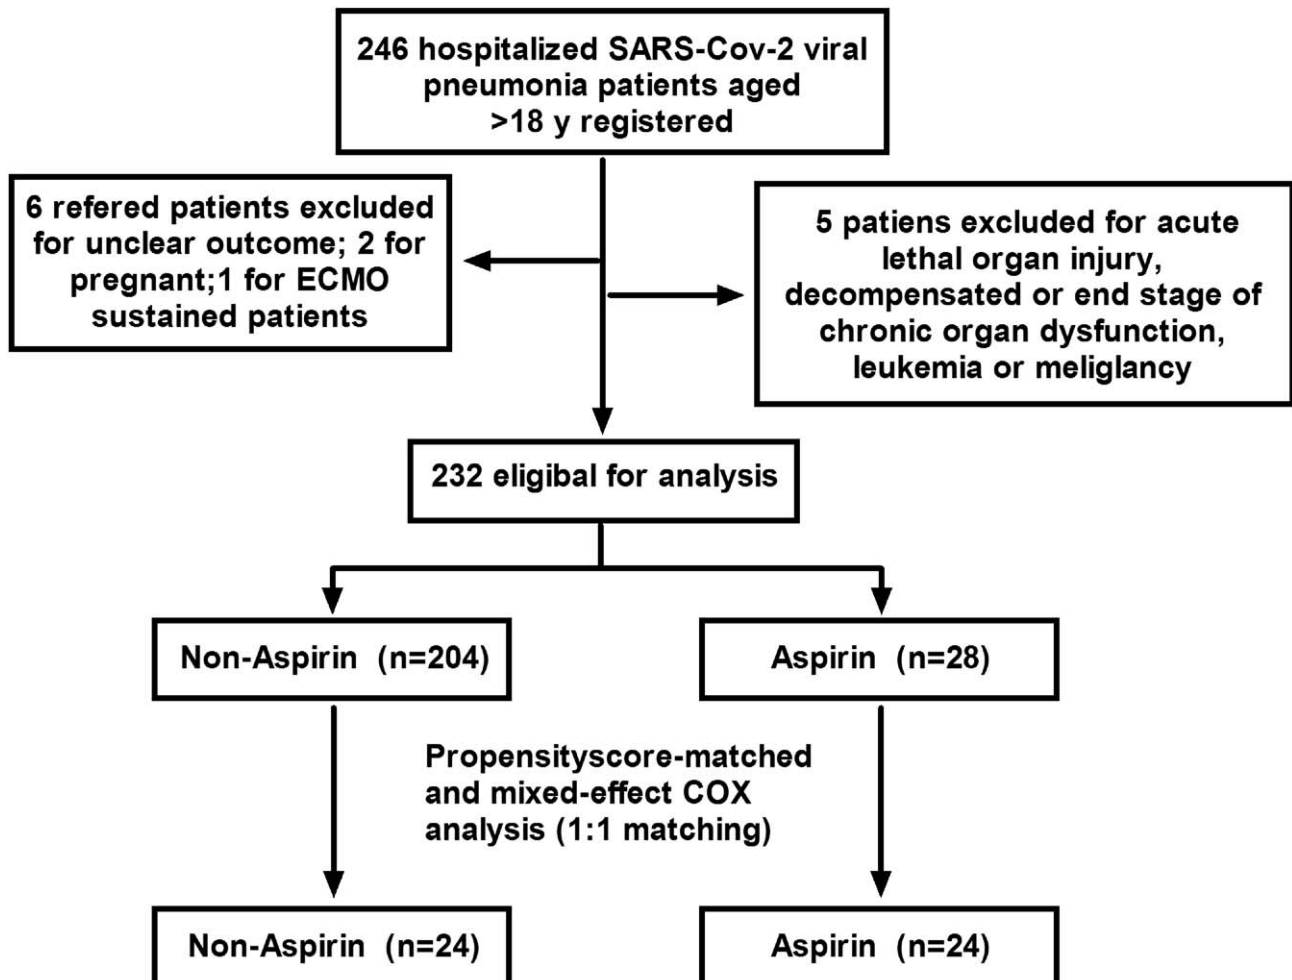 246 hospitalized SARS-Cov-2 viral
pneumonia patients aged
>18 y registered
6 refered patients excluded
for unclear outcome; 2 for
pregnant;1 for ECMO
sustained patients
5 patiens excluded for acute
lethal organ injury,
decompensated or end stage of
chronic organ dysfunction,
leukemia or meliglancy
232 eligibal for analysis
Non-Aspirin (n=204)
Aspirin (n=28)
Propensityscore-matched
and mixed-effect COX
analysis (1:1 matching)
Non-Aspirin (n=24)
Aspirin (n=24)